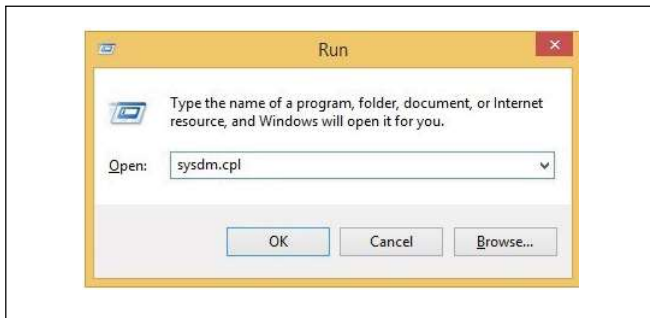 Run
Type the name of a program, folder, document, or Internet
resource, and Windows will open it for you.
Open: sysdm.cpl
OK Cancel Browse...